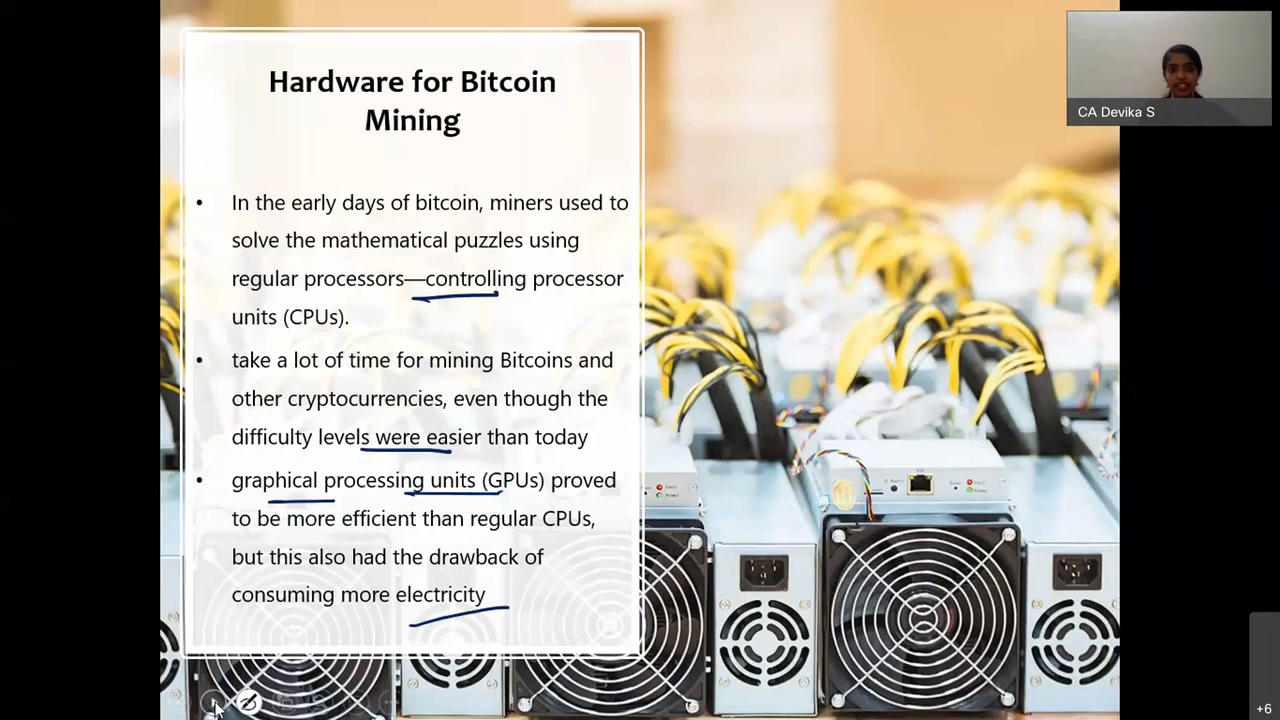 Hardware for Bitcoin
Mining
• In the early days of bitcoin, miners used to
solve the mathematical puzzles using
regular processors—controlling processor
units (CPUs).
• take a lot of time for mining Bitcoins and
other cryptocurrencies, even though the
difficulty levels were easier than today
• graphical processing units (GPUs) proved
to be more efficient than regular CPUs,
but this also had the drawback of
consuming more electricity
CA Devika S
+6